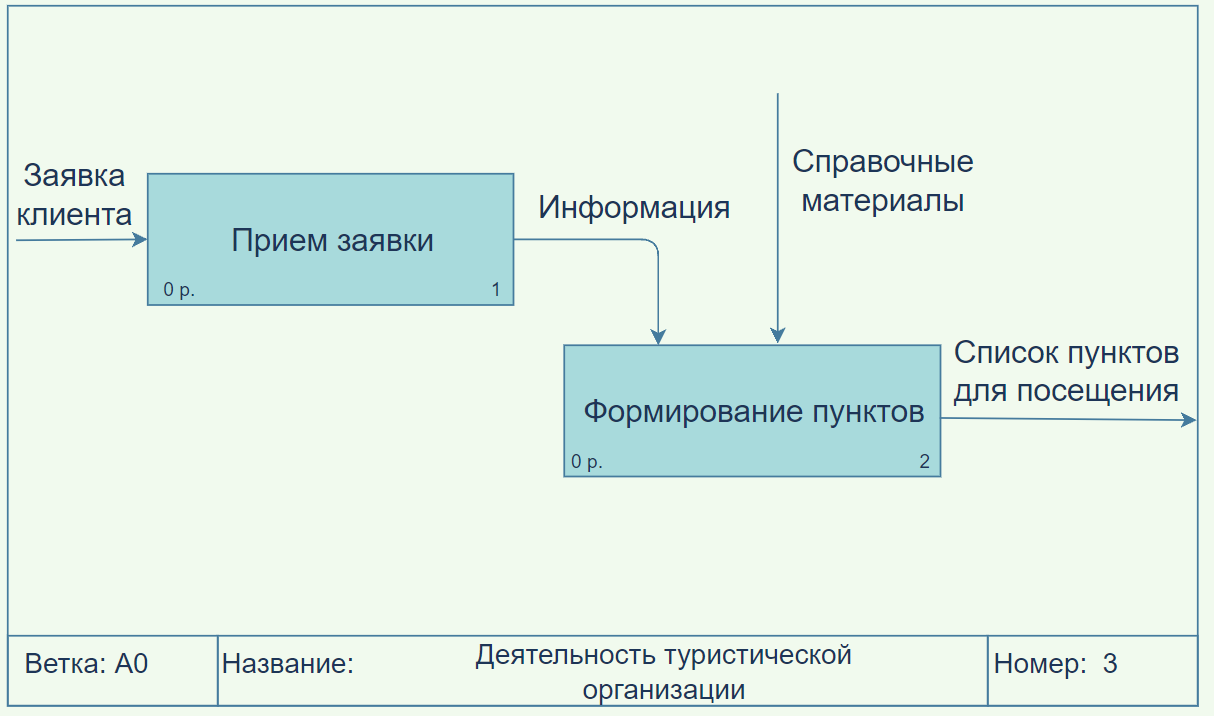 Заявка
клиента
Прием заявки
0 р.
1
Информация
Справочные
материалы
Формирование пунктов
0 р.
2
Список пунктов
для посещения
Ветка: А0
Название:
Деятельность туристической
организации
Номер: 3